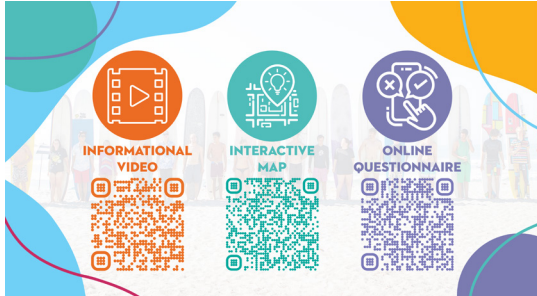 INFORMATIONAL
VIDEO
INTERACTIVE
MAP
ONLINE
QUESTIONNAIRE